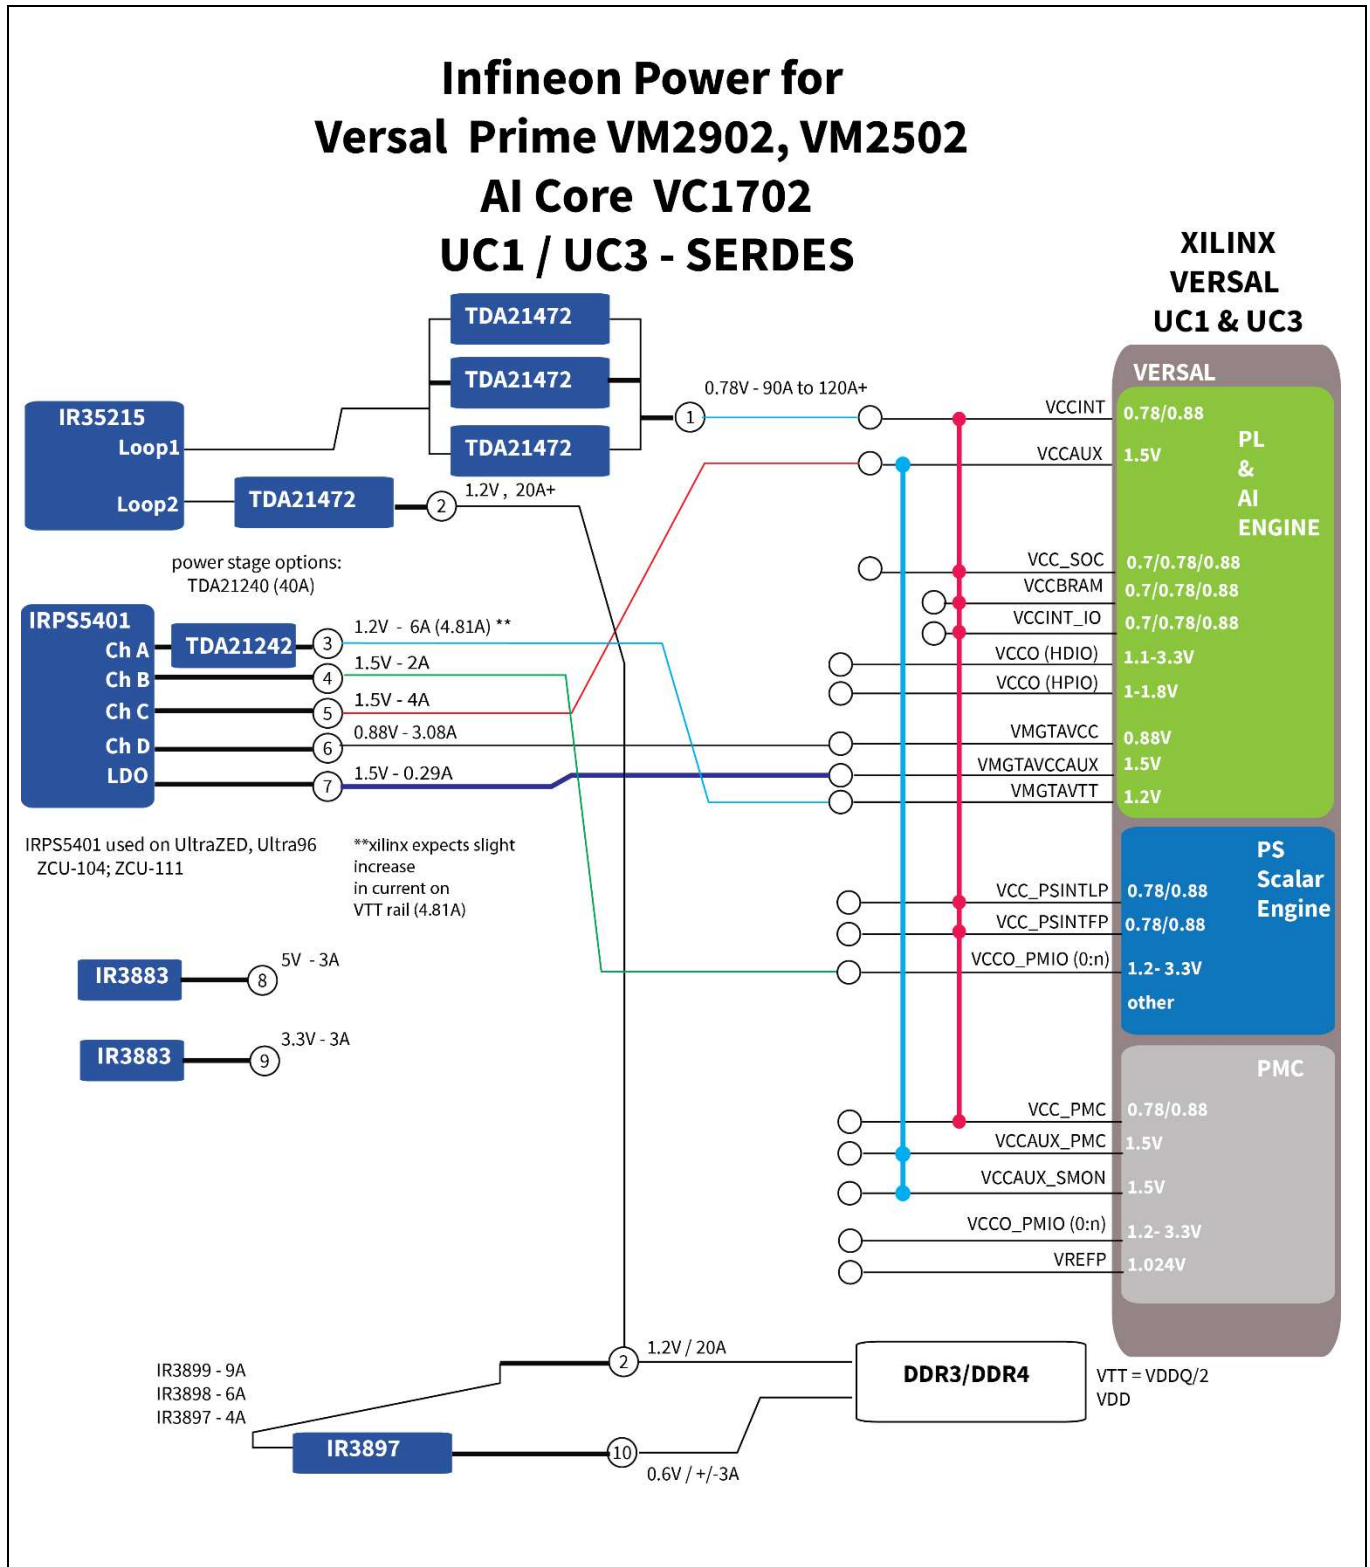 Infineon Power for
Versal Prime VM2902, VM2502
AI Core VC1702
UC1 / UC3 - SERDES
XILINX
VERSAL
UC1 & UC3
TDA21472
TDA21472
TDA21472
IR35215
Loop1
Loop2
TDA21472
1
0.78V - 90A to 120A+
2
1.2V , 20A+
power stage options:
TDA21240 (40A)
IRPS5401
Ch A
Ch B
Ch C
Ch D
LDO
TDA21242
3
1.2V - 6A (4.81A) **
4
1.5V - 2A
5
1.5V - 4A
6
0.88V - 3.08A
7
1.5V - 0.29A
IRPS5401 used on UltraZED, Ultra96
ZCU-104; ZCU-111
**xilinx expects slight
increase
in current on
VTT rail (4.81A)
IR3883
8
5V - 3A
IR3883
9
3.3V - 3A
VERSAL
PL
&
AI
ENGINE
VCCINT
0.78/0.88
VCCAUX
1.5V
VCC_SOC
0.7/0.78/0.88
VCCBRAM
0.7/0.78/0.88
VCCINT_IO
0.7/0.78/0.88
VCCO (HDIO)
1.1-3.3V
VCCO (HPIO)
1-1.8V
VMGTAVCC
0.88V
VMGTAVCCAUX
1.5V
VMGTAVTT
1.2V
PS
Scalar
Engine
VCC_PSINTLP
0.78/0.88
VCC_PSINTFP
0.78/0.88
VCCO_PMIO (0:n)
1.2- 3.3V
other
PMC
VCC_PMC
0.78/0.88
VCCAUX_PMC
1.5V
VCCAUX_SMON
1.5V
VCCO_PMIO (0:n)
1.2- 3.3V
VREFP
1.024V
IR3899 - 9A
IR3898 - 6A
IR3897 - 4A
2
1.2V / 20A
IR3897
10
0.6V / +/-3A
DDR3/DDR4
VTT = VDDQ/2
VDD